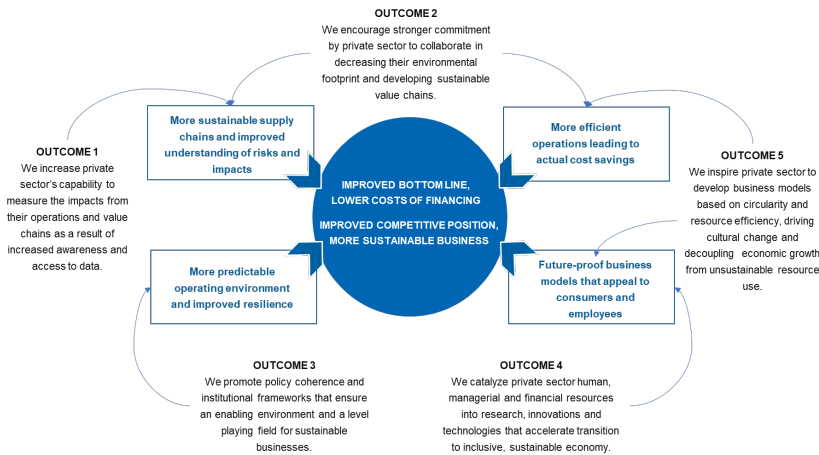 OUTCOME 2
We encourage stronger commitment
by private sector to collaborate in
decreasing their environmental
footprint and developing sustainable
value chains.
More sustainable supply
chains and improved
understanding of risks and
impacts
More efficient
operations leading to
actual cost savings
OUTCOME 1
We increase private
sector's capability to
measure the impacts from
their operations and value
chains as a result of
increased awareness and
access to data.
IMPROVED BOTTOM LINE,
LOWER COSTS OF FINANCING
IMPROVED COMPETITIVE POSITION,
MORE SUSTAINABLE BUSINESS
OUTCOME 5
We inspire private sector to
develop business models
based on circularity and
resource efficiency, driving
cultural change and
decoupling economic growth
from unsustainable resource
use.
More predictable
operating environment
and improved resilience
Future-proof business
models that appeal to
consumers and
employees
OUTCOME 3
We promote policy coherence and
institutional frameworks that ensure
an enabling environment and a level
playing field for sustainable
businesses.
OUTCOME 4
We catalyze private sector human,
managerial and financial resources
into research, innovations and
technologies that accelerate transition
to inclusive, sustainable economy.